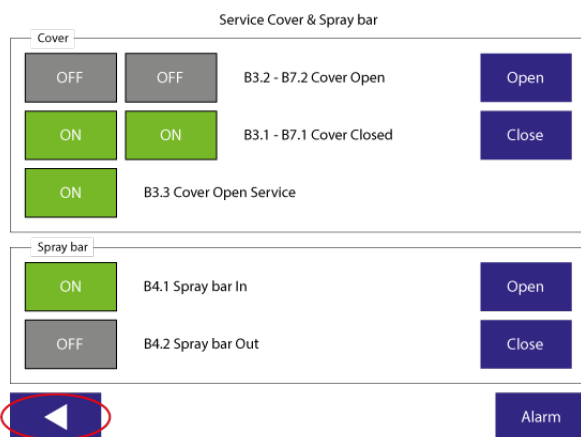 Service Cover & Spray bar
Cover
OFF OFF B3.2 - B7.2 Cover Open Open
ON ON B3.1 - B7.1 Cover Closed Close
ON B3.3 Cover Open Service
Spray bar
ON B4.1 Spray bar In Open
OFF B4.2 Spray bar Out Close
Alarm